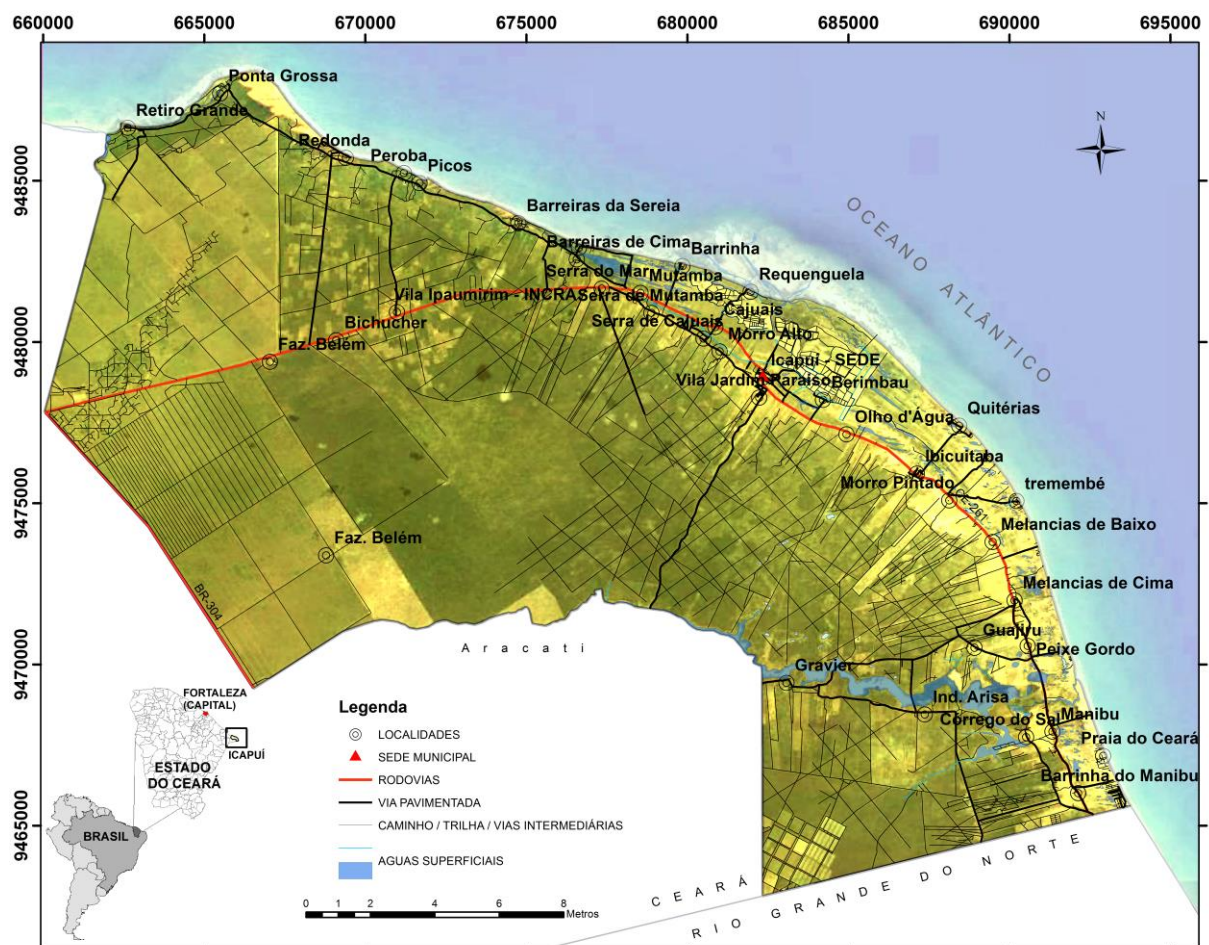 660000
665000
670000
675000
680000
685000
690000
695000
9485000
9480000
9475000
9470000
9465000
Ponta Grossa
Retiro Grande
Redonda
Peroba
Picos
N
Barreiras da Sereia
OCEANO ATLÂNTICO
Barreiras de Cima
Barrinha
Serra do Mar
Mutamba
Requenguela
Vila Ipaumirim - INCRA
Serra de Mutamba
Cajuais
Serra de Cajuais
Morro Alto
Bichucher
Faz. Belém
Icapuí - SEDE
Vila Jardim Paraiso
Berimbau
Quitérias
Olho d'Água
Ibicuitaba
Morro Pintado
tremembé
CE-261
Melancias de Baixo
Faz. Belém
BR-304
Melancias de Cima
Guajiru
Aracati
Peixe Gordo
Gravier
Ind. Arisa
Córrego do Sal
Manibu
Praia do Ceará
Barrinha do Manibu
CEARÁ
RIO GRANDE DO NORTE
FORTALEZA
(CAPITAL)
ICAPUÍ
ESTADO
DO CEARÁ
BRASIL
Legenda
LOCALIDADES
SEDE MUNICIPAL
RODOVIAS
VIA PAVIMENTADA
CAMINHO / TRILHA / VIAS INTERMEDIÁRIAS
AGUAS SUPERFICIAIS
0 1 2 4 6 8
Metros